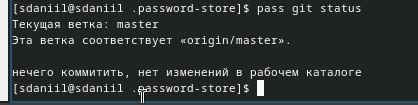 [sdaniil@sdaniil .password-store]$ pass git status
Текущая ветка: master
Эта ветка соответствует «origin/master».
нечего коммитить, нет изменений в рабочем каталоге
[sdaniil@sdaniil .password-store]$